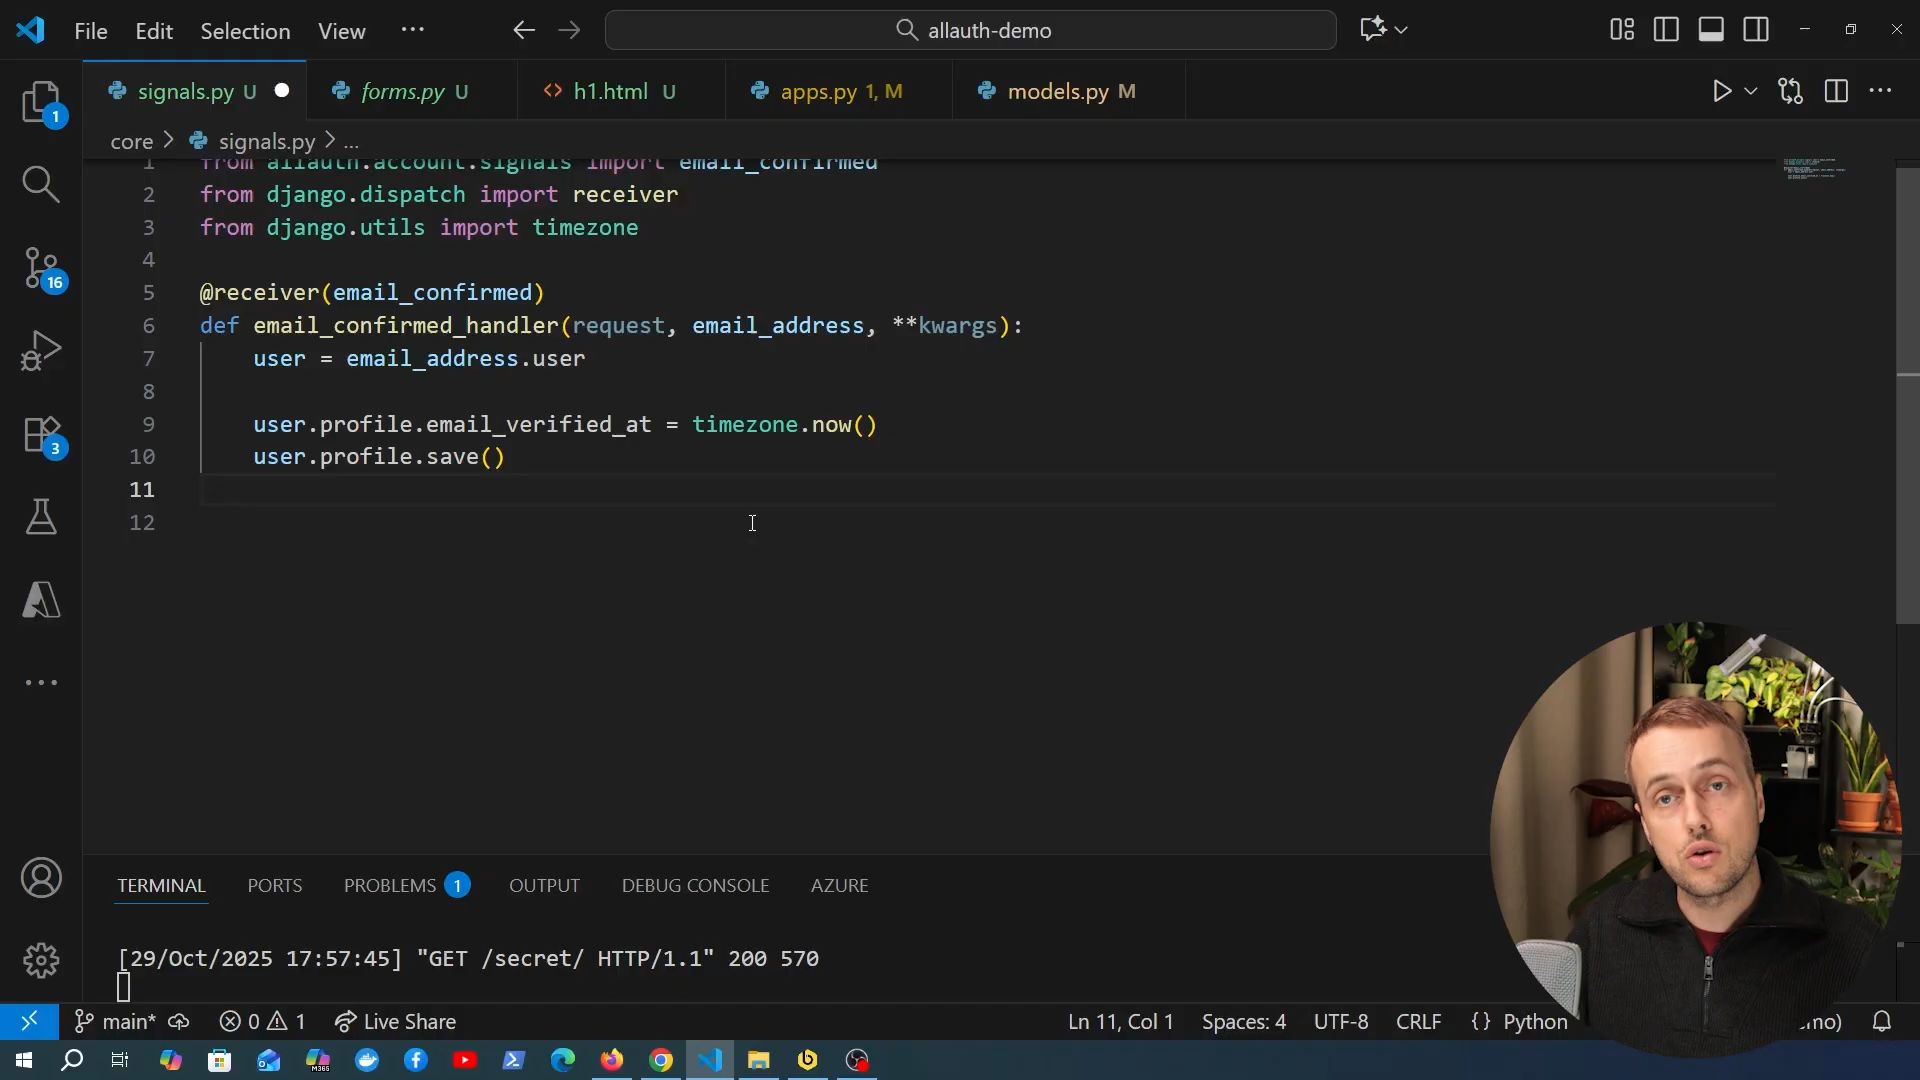 File Edit Selection View ... allauth-demo
signals.py U forms.py U h1.html U apps.py 1, M models.py M
core > signals.py > ...
1 from allauth.account.signals import email_confirmed
2 from django.dispatch import receiver
3 from django.utils import timezone
4
5 @receiver(email_confirmed)
6 def email_confirmed_handler(request, email_address, **kwargs):
7 user = email_address.user
8
9 user.profile.email_verified_at = timezone.now()
10 user.profile.save()
11
12
1
16
3
TERMINAL PORTS PROBLEMS 1 OUTPUT DEBUG CONSOLE AZURE
[29/Oct/2025 17:57:45] "GET /secret/ HTTP/1.1" 200 570
main* 0 1 Live Share Ln 11, Col 1 Spaces: 4 UTF-8 CRLF {} Python mo)
M365